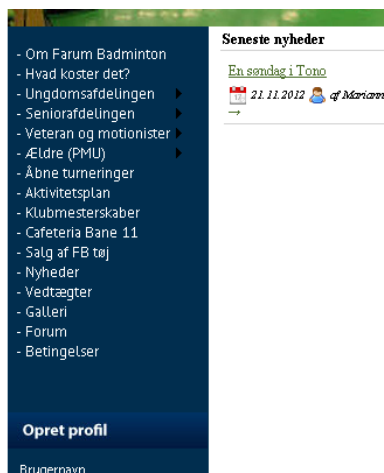 - Om Farum Badminton
- Hvad koster det?
- Ungdomsafdelingen
- Seniorafdelingen
- Veteran og motionister
- Ældre (PMU)
- Åbne turneringer
- Aktivitetsplan
- Klubmesterskaber
- Cafeteria Bane 11
- Salg af FB tøj
- Nyheder
- Vedtægter
- Galleri
- Forum
- Betingelser
Opret profil
Brugernavn
Seneste nyheder
En søndag i Tono
21.11.2012 af
→